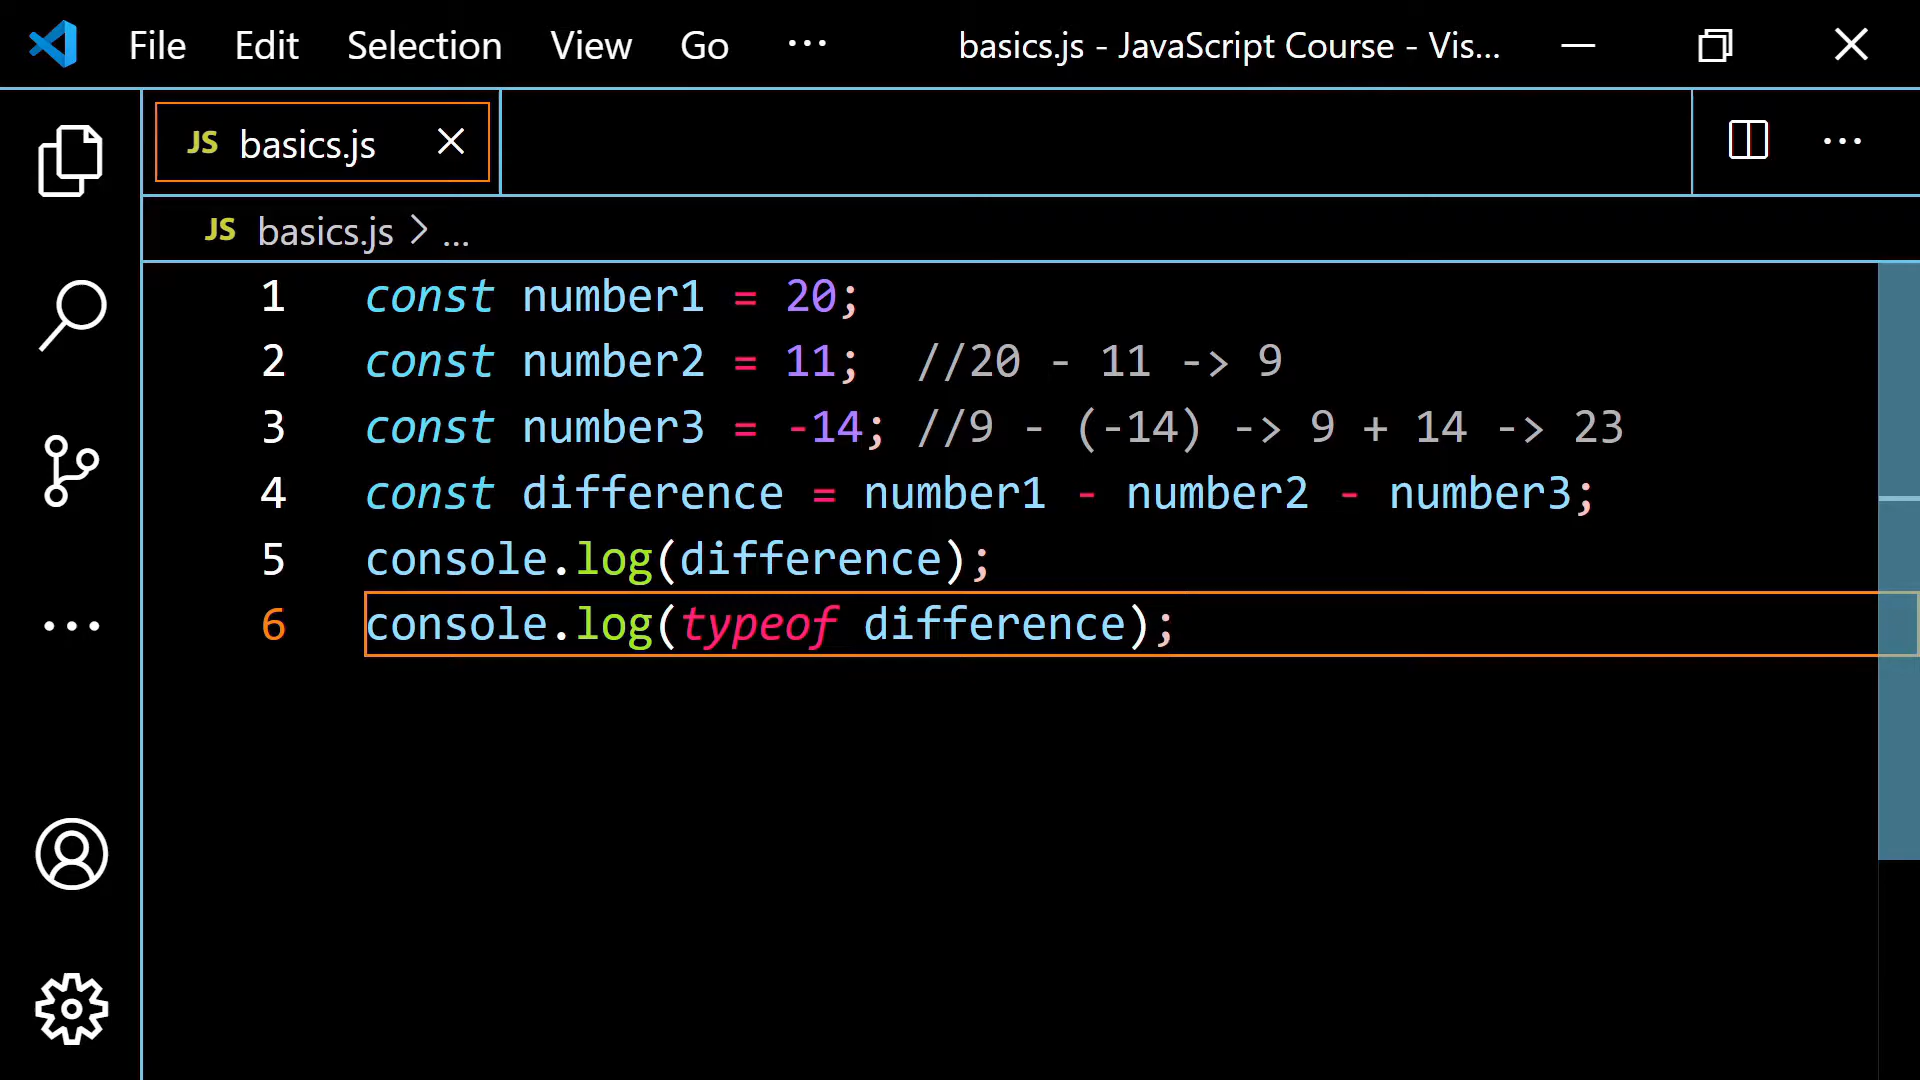 File Edit Selection View Go ... basics.js - JavaScript Course - Vis...
JS basics.js
JS basics.js > ...
1 const number1 = 20;
2 const number2 = 11;  //20 - 11 -> 9
3 const number3 = -14; //9 - (-14) -> 9 + 14 -> 23
4 const difference = number1 - number2 - number3;
5 console.log(difference);
6 console.log(typeof difference);